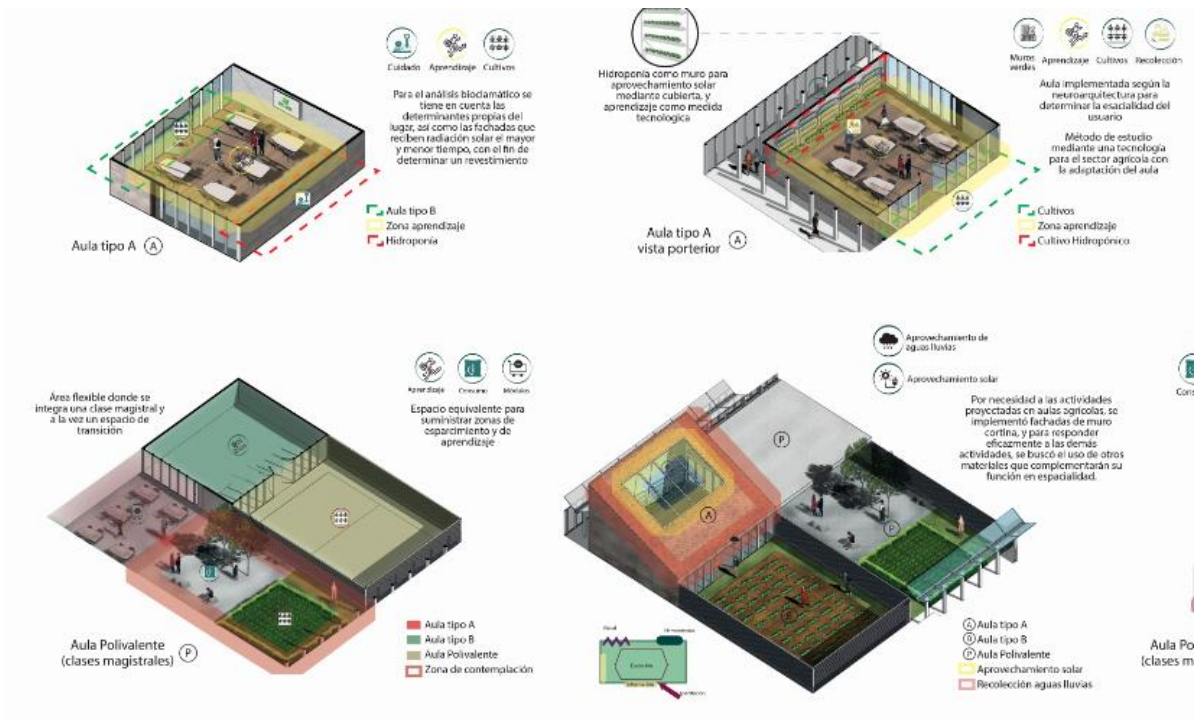 Cuidado
Aprendizaje
Cultivos
Para el análisis bioclamático se
tiene en cuenta las
determinantes propias del
lugar, así como las fachadas que
reciben radiación solar el mayor
y menor tiempo, con el fin de
determinar un revestimiento
Aula tipo B
Zona aprendizaje
Hidroponía
Aula tipo A
A
Hidroponía como muro para
aprovechamiento solar
mediante cubierta, y
aprendizaje como medida
tecnologica
Muros
verdes
Aprendizaje
Cultivos
Recolección
Aula implementada según la
neuroarquitectura para
determinar la esacialidad del
usuario
Método de estudio
mediante una tecnología
para el sector agrícola con
la adaptación del aula
Cultivos
Zona aprendizaje
Cultivo Hidropónico
Aula tipo A
vista porterior
A
Área flexible donde se
integra una clase magistral y
a la vez un espacio de
transición
Aprendizaje
Consumo
Módulos
Espacio equivalente para
suministrar zonas de
esparcimiento y de
aprendizaje
Aula tipo A
Aula tipo B
Aula Polivalente
Zona de contemplación
Aula Polivalente
(clases magistrales)
P
Aprovechamiento de
aguas lluvias
Aprovechamiento solar
Por necesidad a las actividades
proyectadas en aulas agrícolas, se
implementó fachadas de muro
cortina, y para responder
eficazmente a las demás
actividades, se buscó el uso de otros
materiales que complementarán su
función en espacialidad.
P
A
P
A Aula tipo A
B Aula tipo B
P Aula Polivalente
Aprovechamiento solar
Recolección aguas lluvias
Cons
Aula Po
(clases m